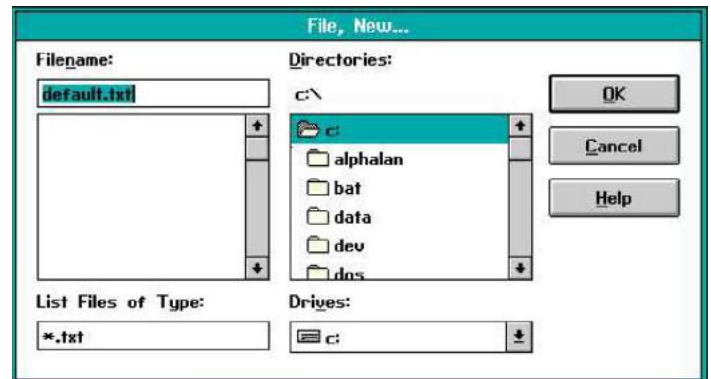 File, New...
Filename:
default.txt
Directories:
c:\
c:
alphalan
bat
data
dev
dos
OK
Cancel
Help
List Files of Type:
*.txt
Drives:
c: